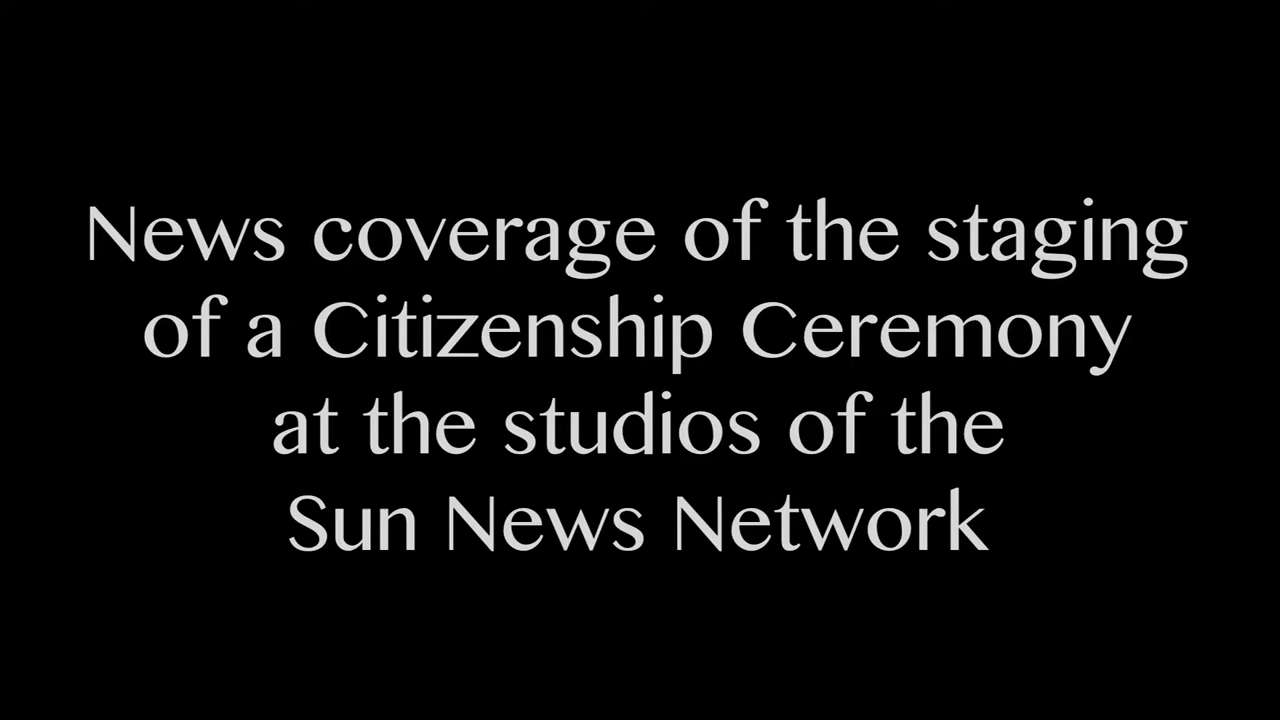 News coverage of the staging
of a Citizenship Ceremony
at the studios of the
Sun News Network